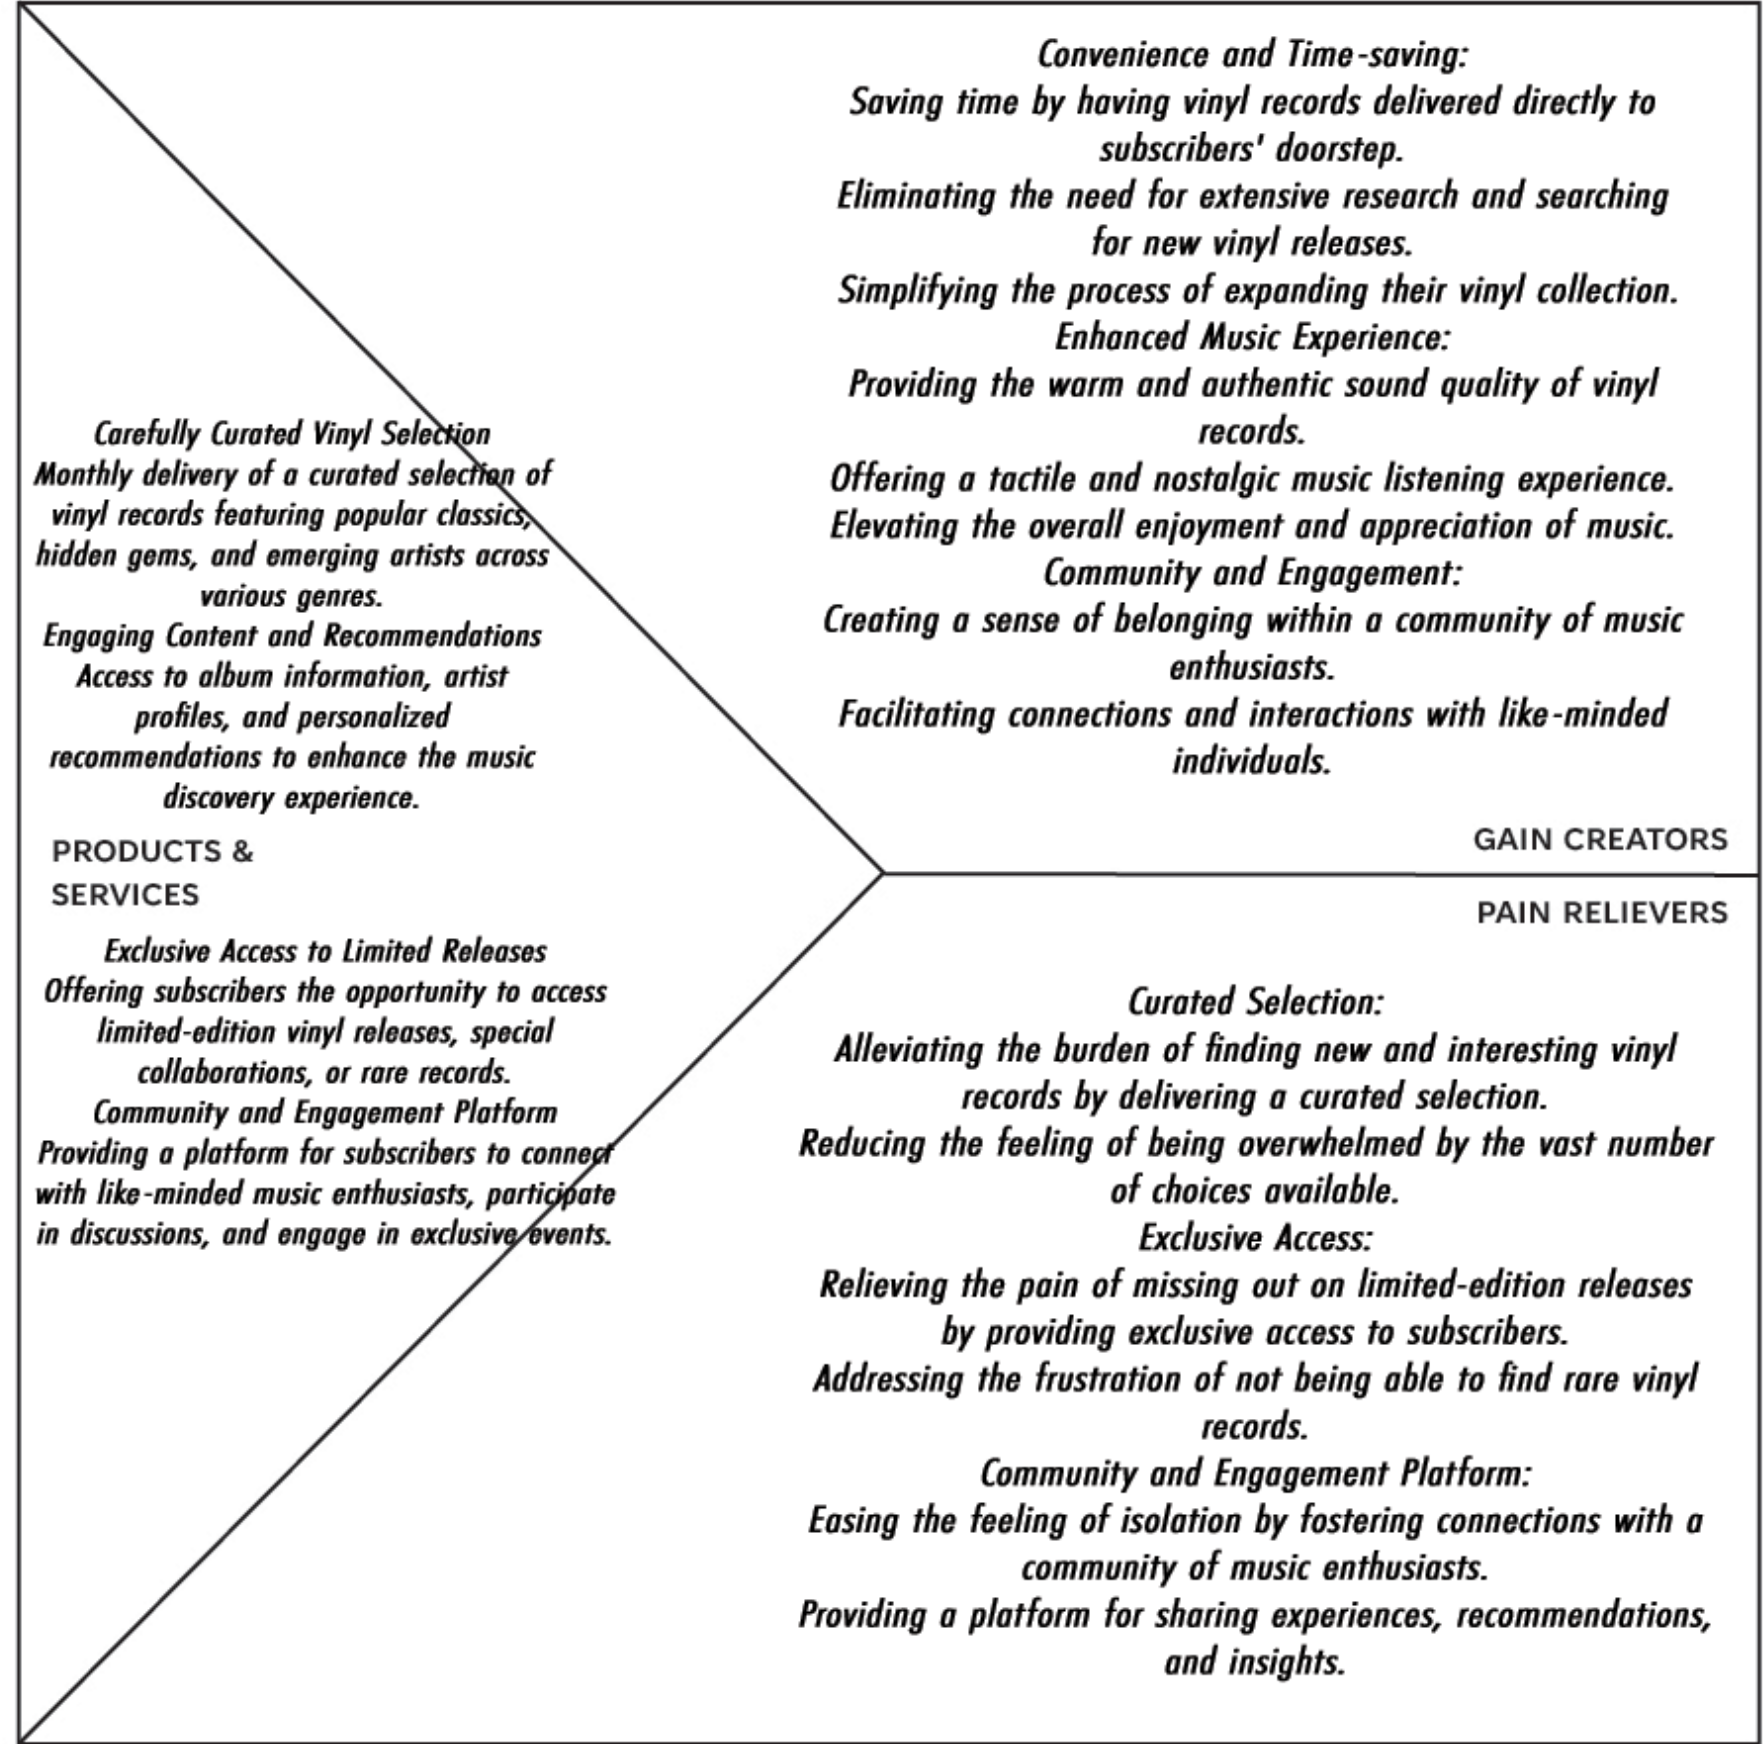 Convenience and Time-saving:
Saving time by having vinyl records delivered directly to
subscribers' doorstep.
Eliminating the need for extensive research and searching
for new vinyl releases.
Simplifying the process of expanding their vinyl collection.
Enhanced Music Experience:
Providing the warm and authentic sound quality of vinyl
records.
Offering a tactile and nostalgic music listening experience.
Elevating the overall enjoyment and appreciation of music.
Community and Engagement:
Creating a sense of belonging within a community of music
enthusiasts.
Facilitating connections and interactions with like-minded
individuals.
GAIN CREATORS
Carefully Curated Vinyl Selection
Monthly delivery of a curated selection of
vinyl records featuring popular classics,
hidden gems, and emerging artists across
various genres.
Engaging Content and Recommendations
Access to album information, artist
profiles, and personalized
recommendations to enhance the music
discovery experience.
PRODUCTS &
SERVICES
Exclusive Access to Limited Releases
Offering subscribers the opportunity to access
limited-edition vinyl releases, special
collaborations, or rare records.
Community and Engagement Platform
Providing a platform for subscribers to connect
with like-minded music enthusiasts, participate
in discussions, and engage in exclusive events.
PAIN RELIEVERS
Curated Selection:
Alleviating the burden of finding new and interesting vinyl
records by delivering a curated selection.
Reducing the feeling of being overwhelmed by the vast number
of choices available.
Exclusive Access:
Relieving the pain of missing out on limited-edition releases
by providing exclusive access to subscribers.
Addressing the frustration of not being able to find rare vinyl
records.
Community and Engagement Platform:
Easing the feeling of isolation by fostering connections with a
community of music enthusiasts.
Providing a platform for sharing experiences, recommendations,
and insights.